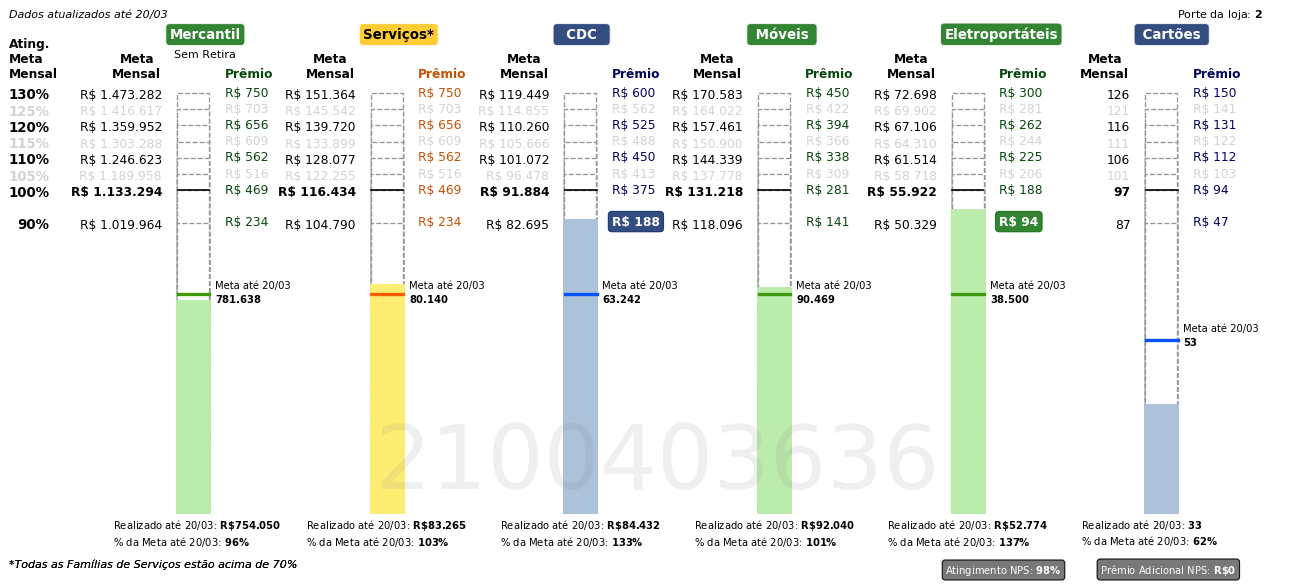 Dados atualizados até 20/03
Porte da loja: 2
Mercantil Serviços* CDC Móveis Eletroportáteis Cartões
Sem Retira
Ating. Meta Mensal
Meta Mensal Prêmio Meta Mensal Prêmio Meta Mensal Prêmio Meta Mensal Prêmio Meta Mensal Prêmio Meta Mensal Prêmio
130% R$ 1.473.282 R$ 750 R$ 151.364 R$ 750 R$ 119.449 R$ 600 R$ 170.583 R$ 450 R$ 72.698 R$ 300 126 R$ 150
125% R$ 1.416.617 R$ 703 R$ 145.542 R$ 703 R$ 114.855 R$ 562 R$ 164.022 R$ 422 R$ 69.902 R$ 281 121 R$ 141
120% R$ 1.359.952 R$ 656 R$ 139.720 R$ 656 R$ 110.260 R$ 525 R$ 157.461 R$ 394 R$ 67.106 R$ 262 116 R$ 131
115% R$ 1.303.288 R$ 609 R$ 133.899 R$ 609 R$ 105.666 R$ 488 R$ 150.900 R$ 366 R$ 64.310 R$ 244 111 R$ 122
110% R$ 1.246.623 R$ 562 R$ 128.077 R$ 562 R$ 101.072 R$ 450 R$ 144.339 R$ 338 R$ 61.514 R$ 225 106 R$ 112
105% R$ 1.189.958 R$ 516 R$ 122.255 R$ 516 R$ 96.478 R$ 413 R$ 137.778 R$ 309 R$ 58.718 R$ 206 101 R$ 103
100% R$ 1.133.294 R$ 469 R$ 116.434 R$ 469 R$ 91.884 R$ 375 R$ 131.218 R$ 281 R$ 55.922 R$ 188 97 R$ 94
90% R$ 1.019.964 R$ 234 R$ 104.790 R$ 234 R$ 82.695 R$ 188 R$ 118.096 R$ 141 R$ 50.329 R$ 94 87 R$ 47
Meta até 20/03 Meta até 20/03 Meta até 20/03 Meta até 20/03 Meta até 20/03
781.638 80.140 63.242 90.469 38.500
Meta até 20/03
53
2100403636
Realizado até 20/03: R$754.050 Realizado até 20/03: R$83.265 Realizado até 20/03: R$84.432 Realizado até 20/03: R$92.040 Realizado até 20/03: R$52.774 Realizado até 20/03: 33
% da Meta até 20/03: 96% % da Meta até 20/03: 103% % da Meta até 20/03: 133% % da Meta até 20/03: 101% % da Meta até 20/03: 137% % da Meta até 20/03: 62%
*Todas as Famílias de Serviços estão acima de 70%
Atingimento NPS: 98% Prêmio Adicional NPS: R$0